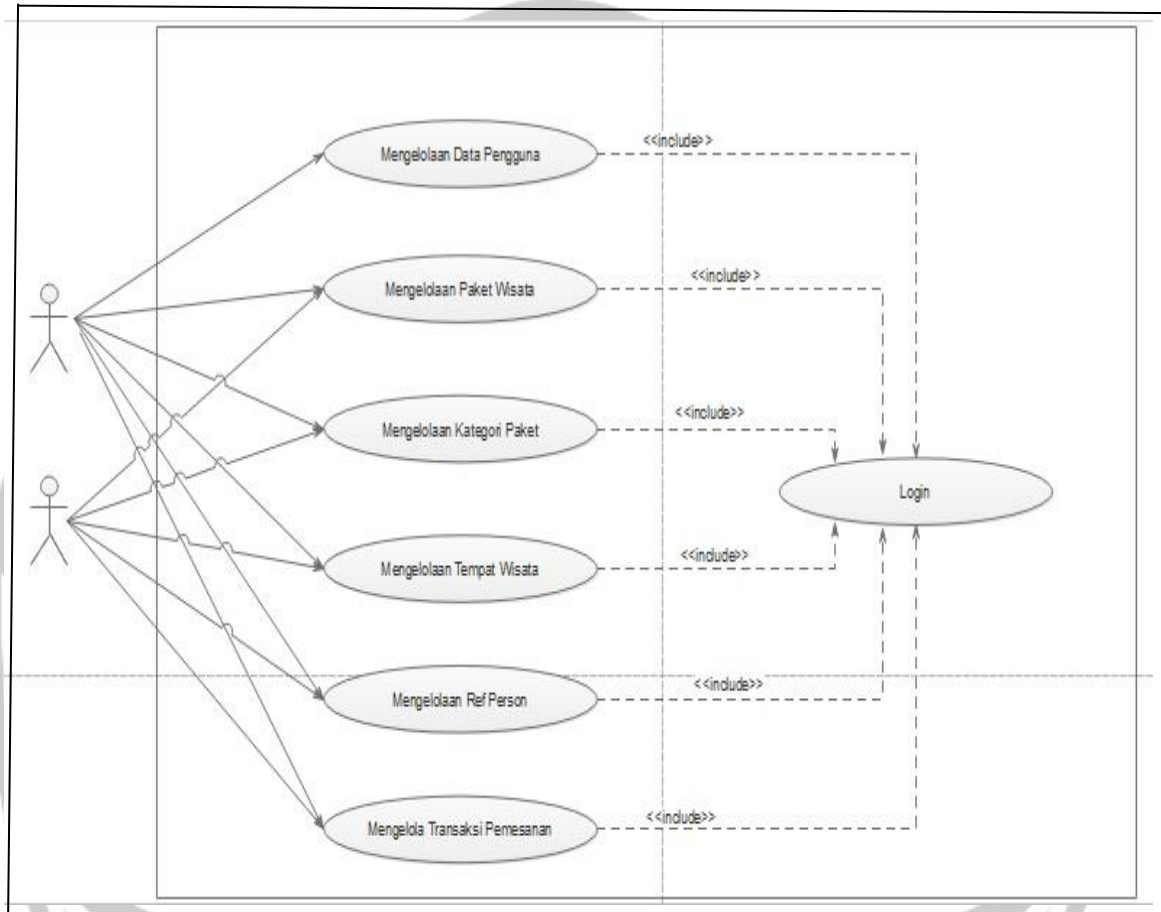 Mengelolaan Data Pengguna
<<include>>
Mengelolaan Paket Wisata
<<include>>
Mengelolaan Kategori Paket
<<include>>
Login
Mengelolaan Tempat Wisata
<<include>>
Mengelolaan Ref Person
<<include>>
Mengelola Transaksi Pemesanan
<<include>>